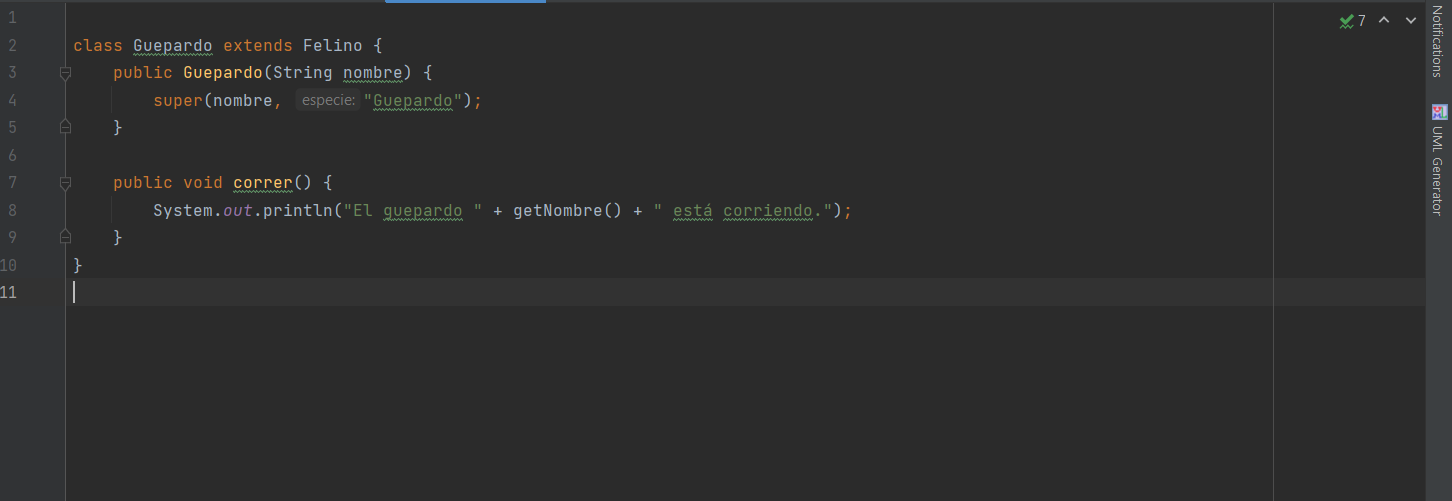 7
Notifications
UML Generator
1
2 class Guepardo extends Felino {
3 public Guepardo(String nombre) {
4 super(nombre, especie: "Guepardo");
5 }
6
7 public void correr() {
8 System.out.println("El guepardo " + getNombre() + " está corriendo.");
9 }
10 }
11